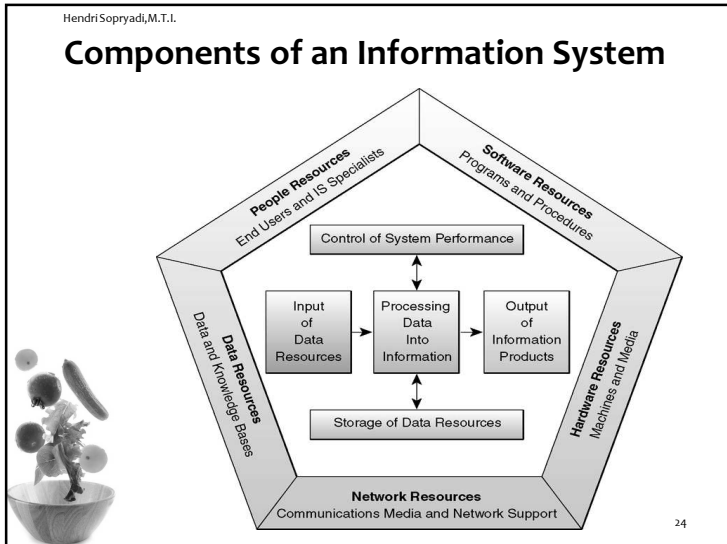 Hendri Sopryadi,M.T.I.
Components of an Information System
People Resources
End Users and IS Specialists
Software Resources
Programs and Procedures
Control of System Performance
Input
of
Data
Resources
Processing
Data
Into
Information
Output
of
Information
Products
Storage of Data Resources
Data Resources
Data and Knowledge Bases
Hardware Resources
Machines and Media
Network Resources
Communications Media and Network Support
24